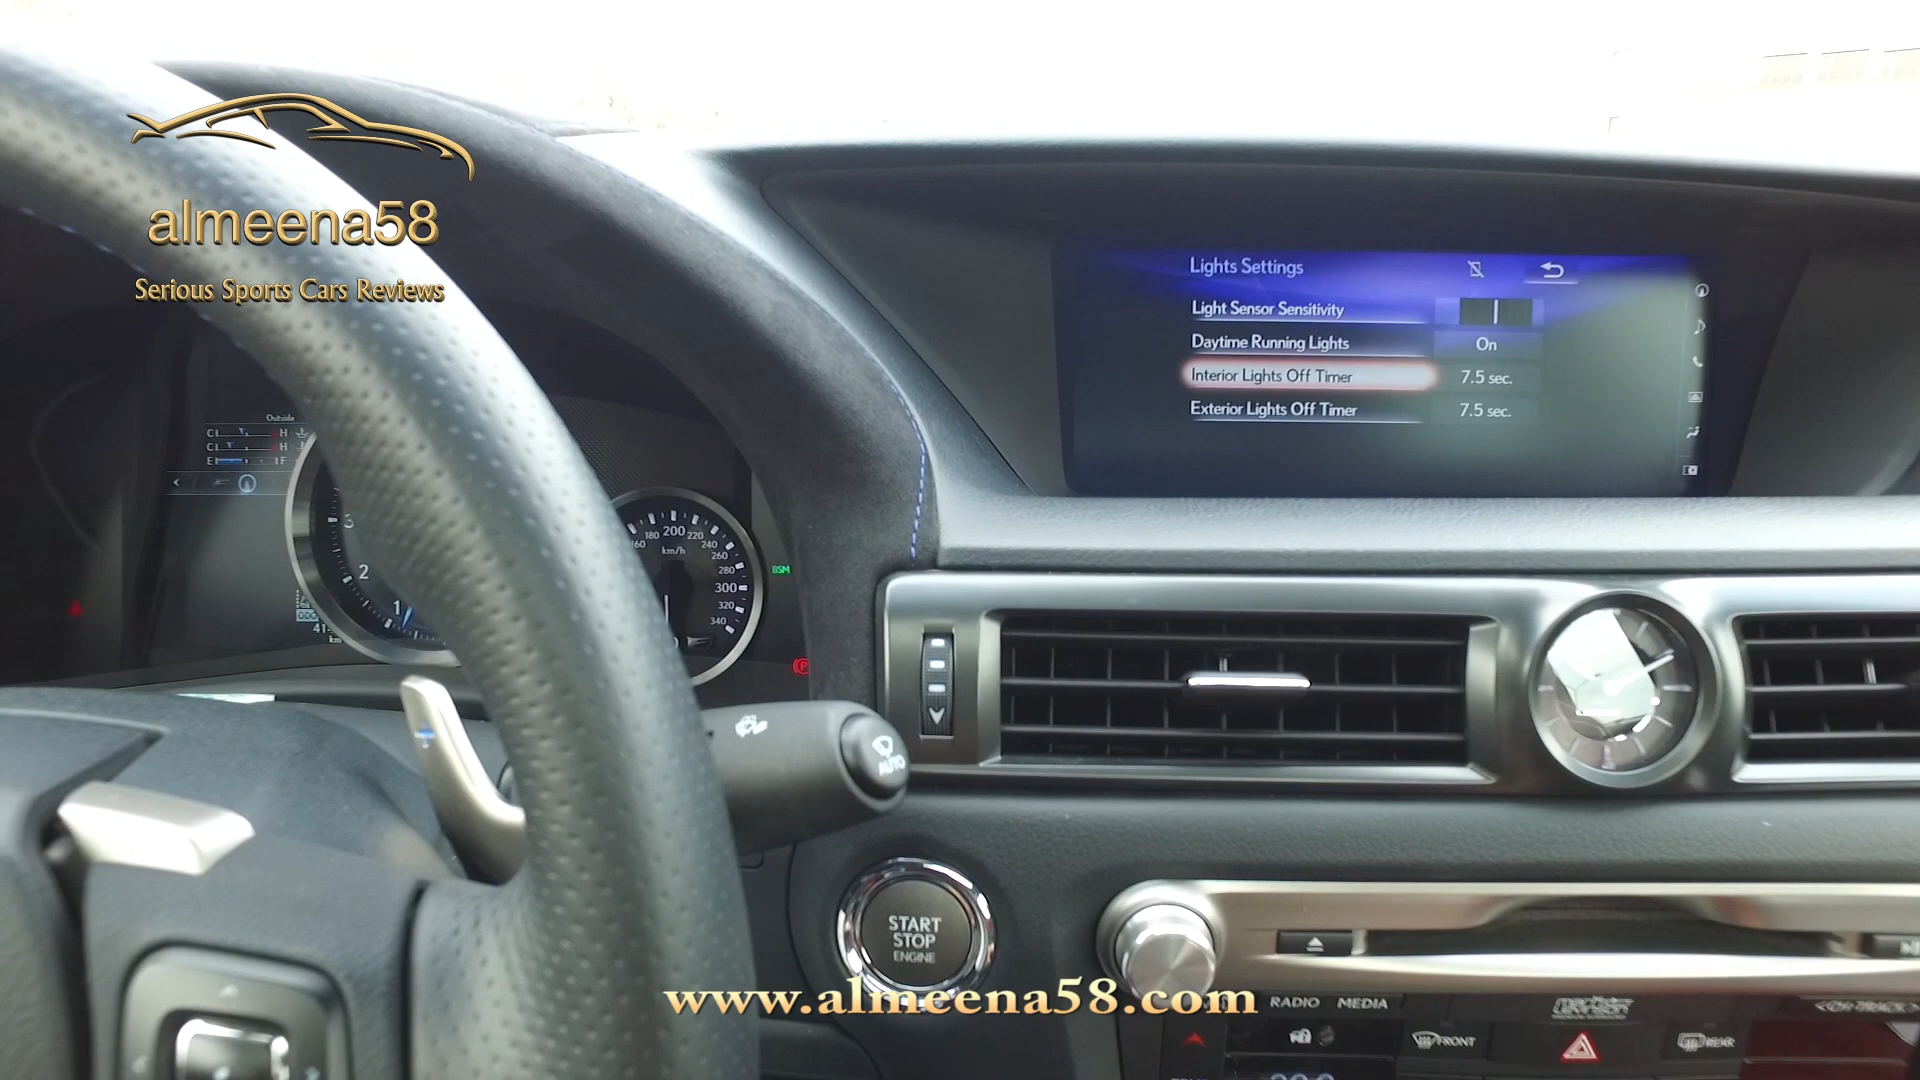 almeena58
Serious Sports Cars Reviews
Lights Settings
Light Sensor Sensitivity
Daytime Running Lights On
Interior Lights Off Timer 7.5 sec.
Exterior Lights Off Timer 7.5 sec.
Outside
C H
C H
E F
3
2
1
180 200 220
240
260
280
300
320
340
km/h
BSM
P
AUTO
START
STOP
ENGINE
www.almeena58.com
RADIO MEDIA
FRONT
REAR